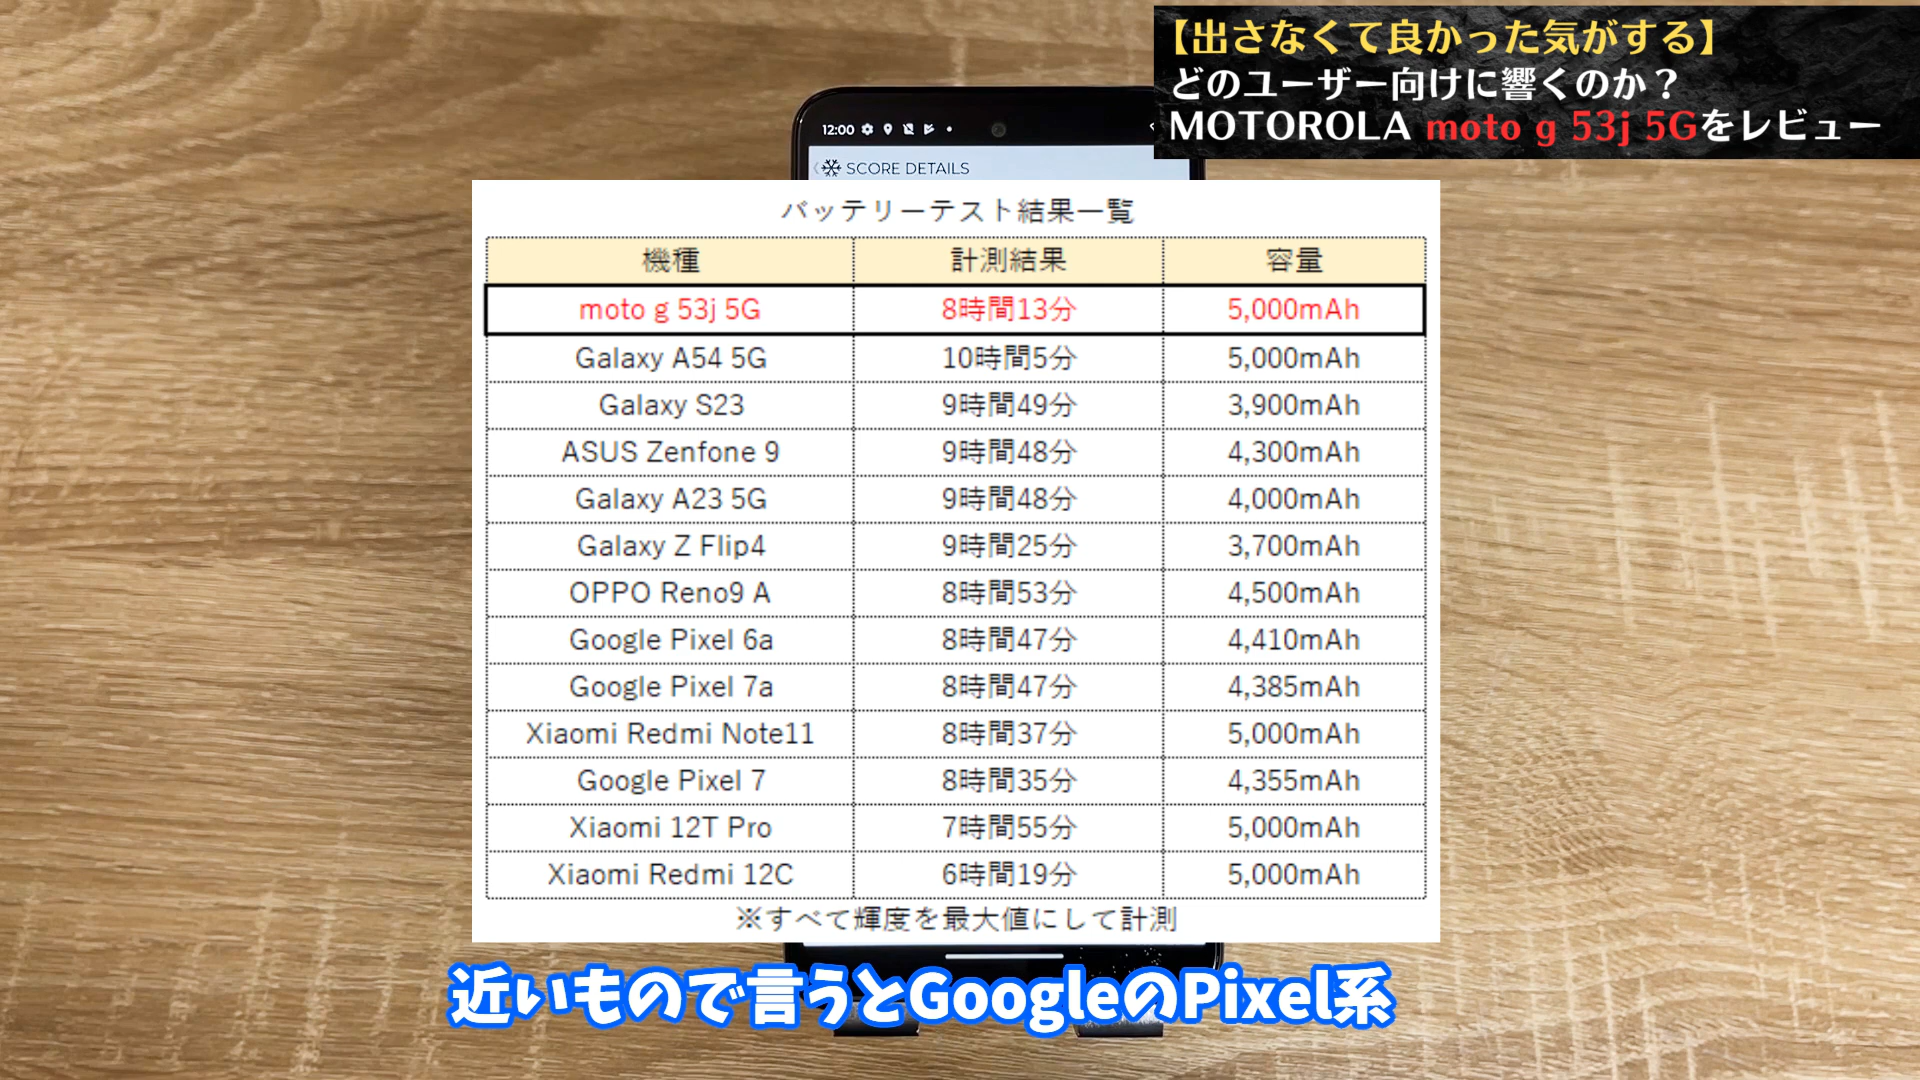 【出さなくて良かった気がする】
どのユーザー向けに響くのか？
MOTOROLA moto g 53j 5Gをレビュー
12:00
SCORE DETAILS
バッテリーテスト結果一覧
機種 計測結果 容量
moto g 53j 5G 8時間13分 5,000mAh
Galaxy A54 5G 10時間5分 5,000mAh
Galaxy S23 9時間49分 3,900mAh
ASUS Zenfone 9 9時間48分 4,300mAh
Galaxy A23 5G 9時間48分 4,000mAh
Galaxy Z Flip4 9時間25分 3,700mAh
OPPO Reno9 A 8時間53分 4,500mAh
Google Pixel 6a 8時間47分 4,410mAh
Google Pixel 7a 8時間47分 4,385mAh
Xiaomi Redmi Note11 8時間37分 5,000mAh
Google Pixel 7 8時間35分 4,355mAh
Xiaomi 12T Pro 7時間55分 5,000mAh
Xiaomi Redmi 12C 6時間19分 5,000mAh
※すべて輝度を最大値にして計測
近いもので言うとGoogleのPixel系